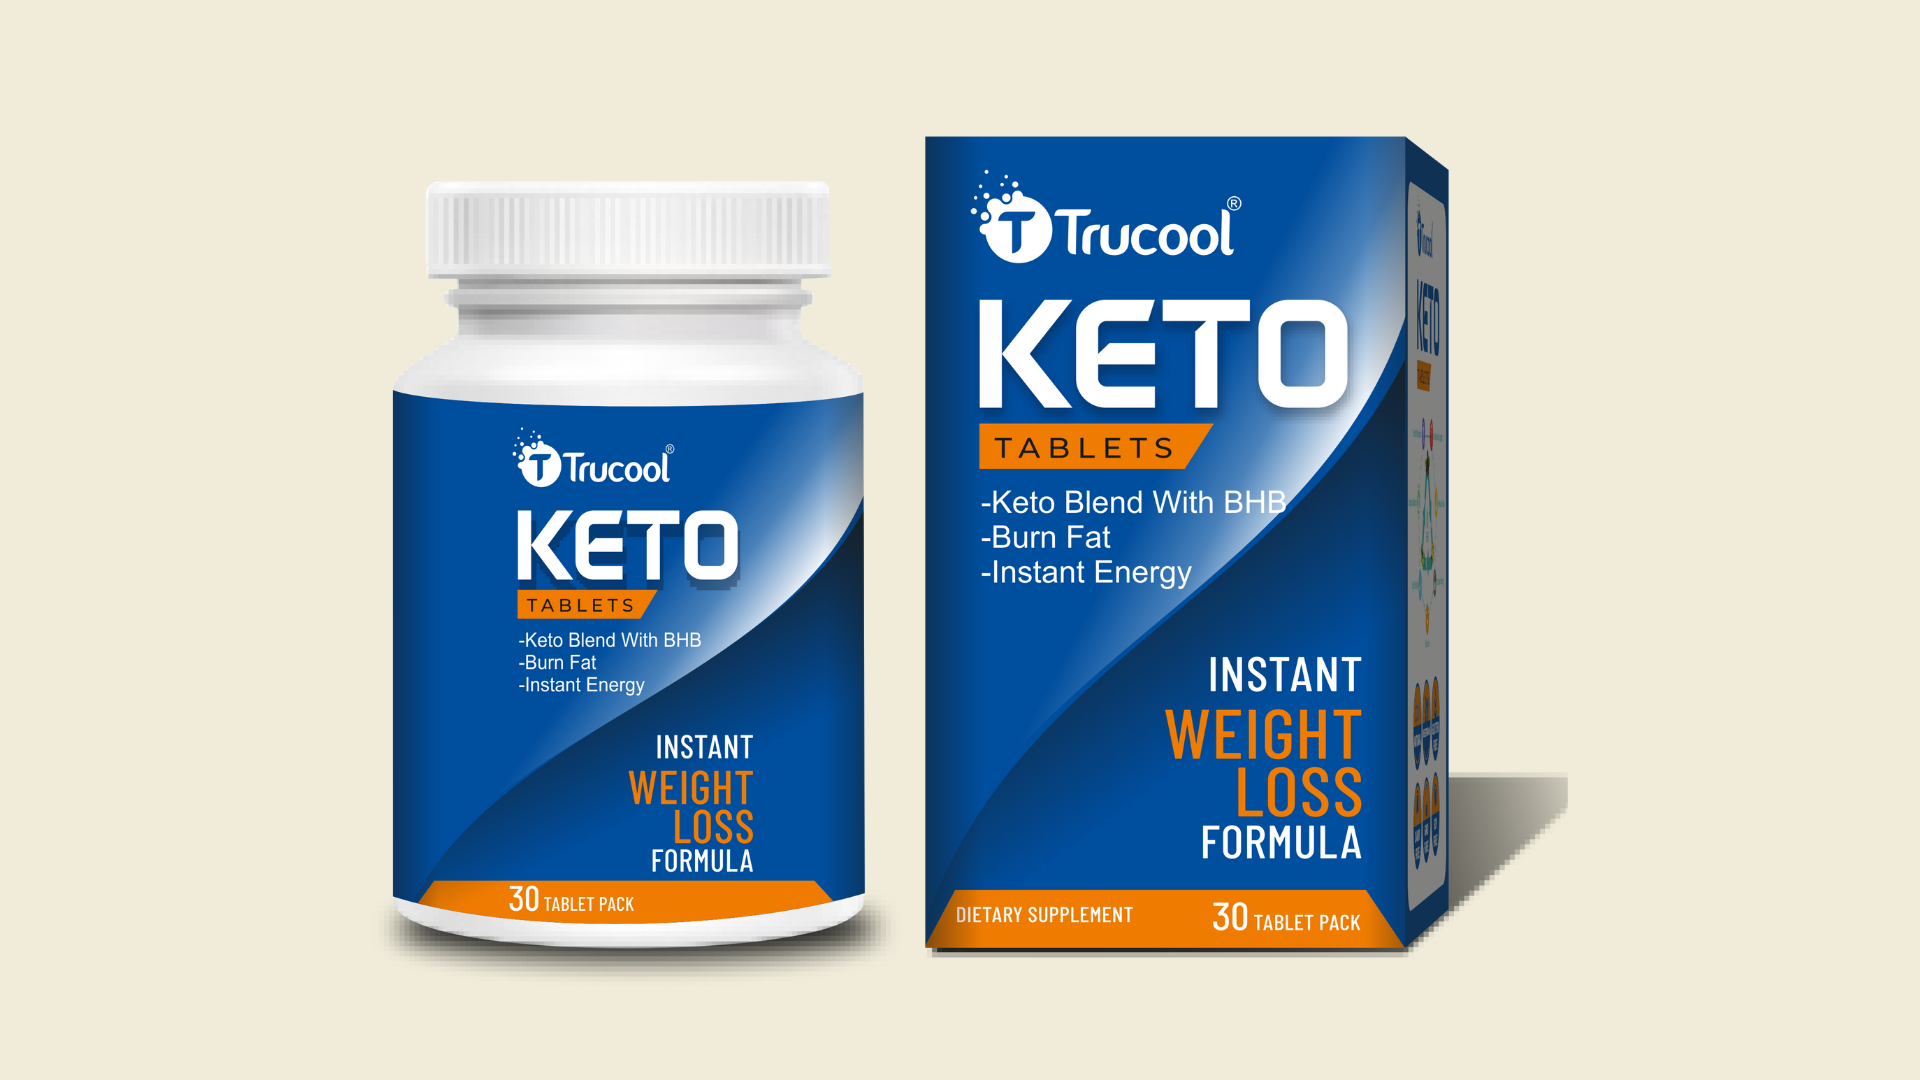 Trucool®
KETO
TABLETS
-Keto Blend With BHB
-Burn Fat
-Instant Energy
INSTANT
WEIGHT
LOSS
FORMULA
30 TABLET PACK
Trucool®
KETO
TABLETS
-Keto Blend With BHB
-Burn Fat
-Instant Energy
INSTANT
WEIGHT
LOSS
FORMULA
DIETARY SUPPLEMENT 30 TABLET PACK
Trucool
KETO